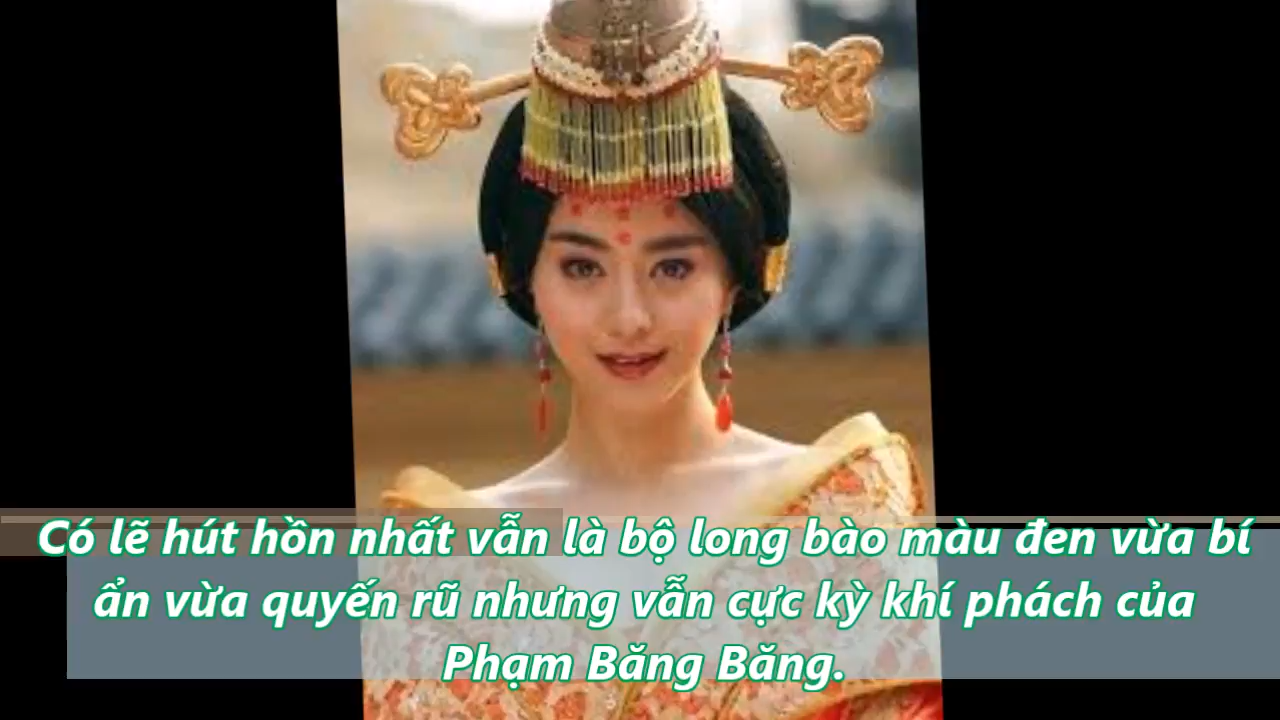 Có lẽ hút hồn nhất vẫn là bộ long bào màu đen vừa bí
ẩn vừa quyến rũ nhưng vẫn cực kỳ khí phách của
Phạm Băng Băng.